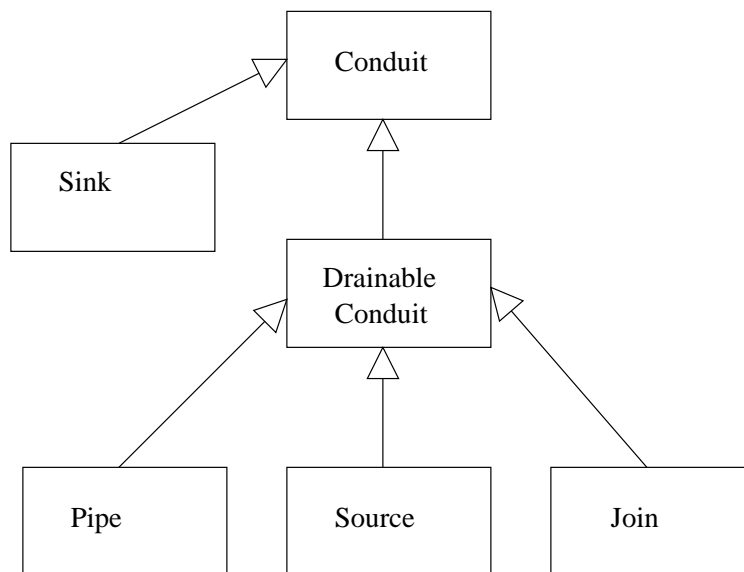 Conduit
Sink
Drainable
Conduit
Pipe
Source
Join